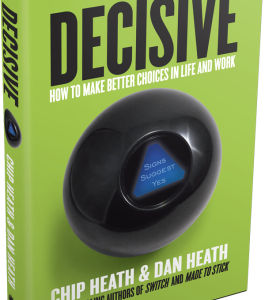 DECISIVE
HOW TO MAKE BETTER CHOICES IN LIFE AND WORK
SIGNS
SUGGEST
YES
CHIP HEATH & DAN HEATH
AUTHORS OF SWITCH AND MADE TO STICK
DECISIVE
CHIP HEATH & DAN HEATH